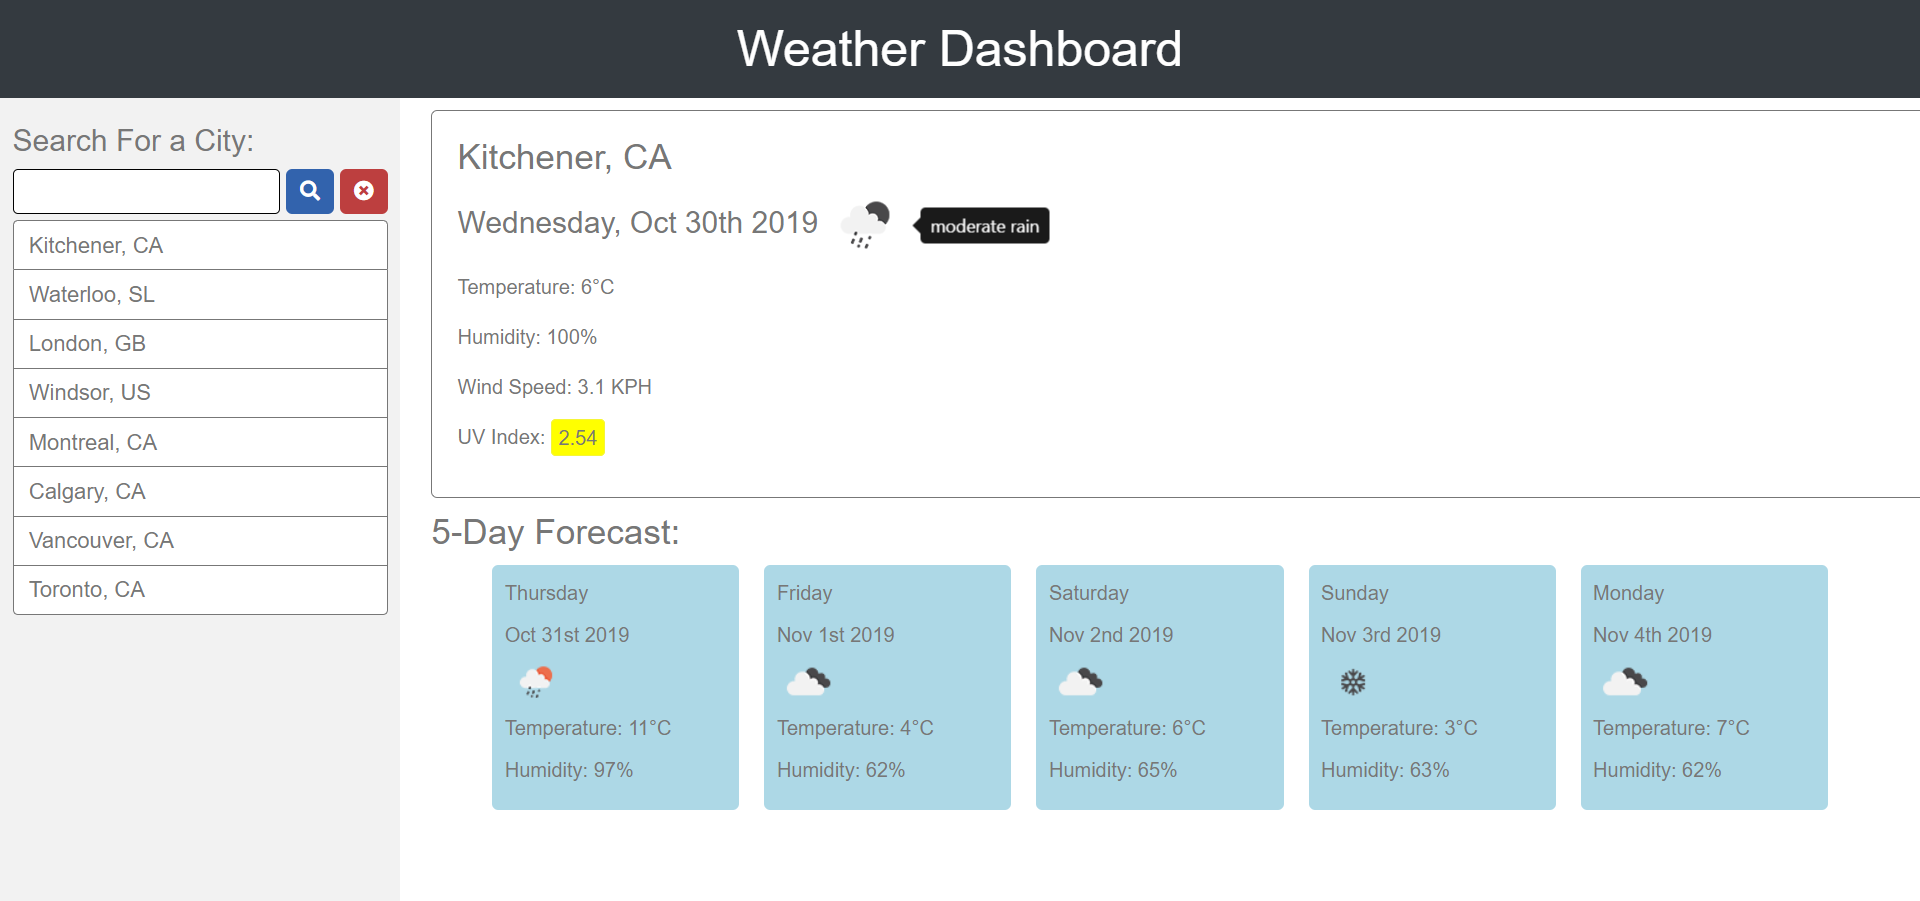 Weather Dashboard
Search For a City:
Kitchener, CA
Waterloo, SL
London, GB
Windsor, US
Montreal, CA
Calgary, CA
Vancouver, CA
Toronto, CA
Kitchener, CA
Wednesday, Oct 30th 2019
moderate rain
Temperature: 6°C
Humidity: 100%
Wind Speed: 3.1 KPH
UV Index: 2.54
5-Day Forecast:
Thursday
Oct 31st 2019
Temperature: 11°C
Humidity: 97%
Friday
Nov 1st 2019
Temperature: 4°C
Humidity: 62%
Saturday
Nov 2nd 2019
Temperature: 6°C
Humidity: 65%
Sunday
Nov 3rd 2019
Temperature: 3°C
Humidity: 63%
Monday
Nov 4th 2019
Temperature: 7°C
Humidity: 62%